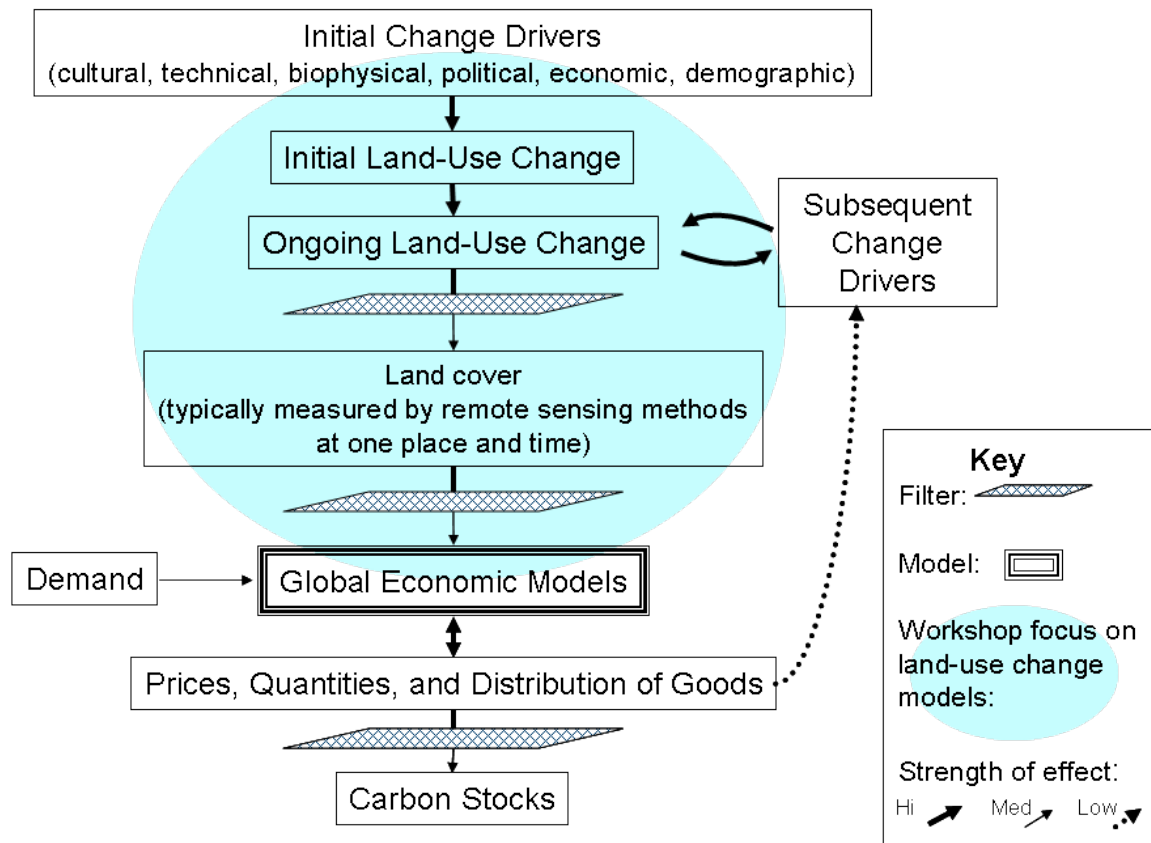 Initial Change Drivers
(cultural, technical, biophysical, political, economic, demographic)
Initial Land-Use Change
Ongoing Land-Use Change
Subsequent
Change
Drivers
Land cover
(typically measured by remote sensing methods
at one place and time)
Demand
Global Economic Models
Prices, Quantities, and Distribution of Goods
Carbon Stocks
Key
Filter:
Model:
Workshop focus on
land-use change
models:
Strength of effect:
Hi Med Low